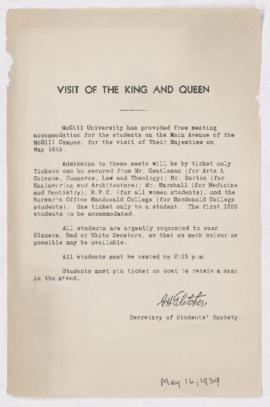 VISIT OF THE KING AND QUEEN
McGill University has provided free seating
accommodation for the students on the Main Avenue of the
McGill Campus, for the visit of Their Majesties on
May 16th.
Admission to these seats will be by ticket only.
Tickets can be secured from Mr. Gentleman (for Arts &
Science, Commerce, Law and Theology); Mr. Barton (for
Engineering and Architecture); Mr. Marshall (for Medicine
and Dentistry); R.V.C. (for all women students), and the
Bursar's Office Macdonald College (for Macdonald College
students). One ticket only to a student. The first 1200
students to be accommodated.
All students are urgently requested to wear
Blazers, Red or White Sweaters, so that as much colour as
possible may be available.
All students must be seated by 2:15 p.m.
Students must pin ticket on coat to retain a seat
in the stand.
GHFletcher
Secretary of Students' Society.
May 16, 1939